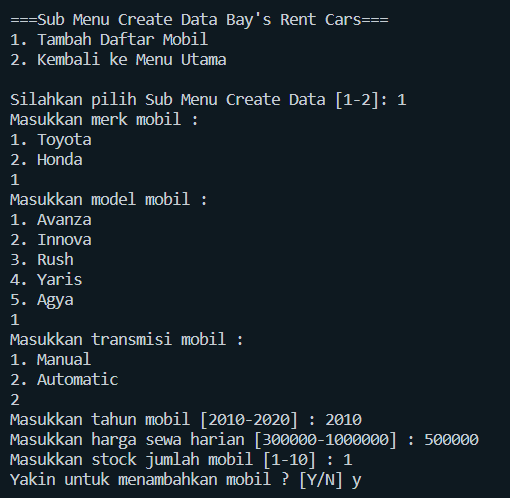 ===Sub Menu Create Data Bay's Rent Cars===
1. Tambah Daftar Mobil
2. Kembali ke Menu Utama

Silahkan pilih Sub Menu Create Data [1-2]: 1
Masukkan merk mobil :
1. Toyota
2. Honda
1
Masukkan model mobil :
1. Avanza
2. Innova
3. Rush
4. Yaris
5. Agya
1
Masukkan transmisi mobil :
1. Manual
2. Automatic
2
Masukkan tahun mobil [2010-2020] : 2010
Masukkan harga sewa harian [300000-1000000] : 500000
Masukkan stock jumlah mobil [1-10] : 1
Yakin untuk menambahkan mobil ? [Y/N] y